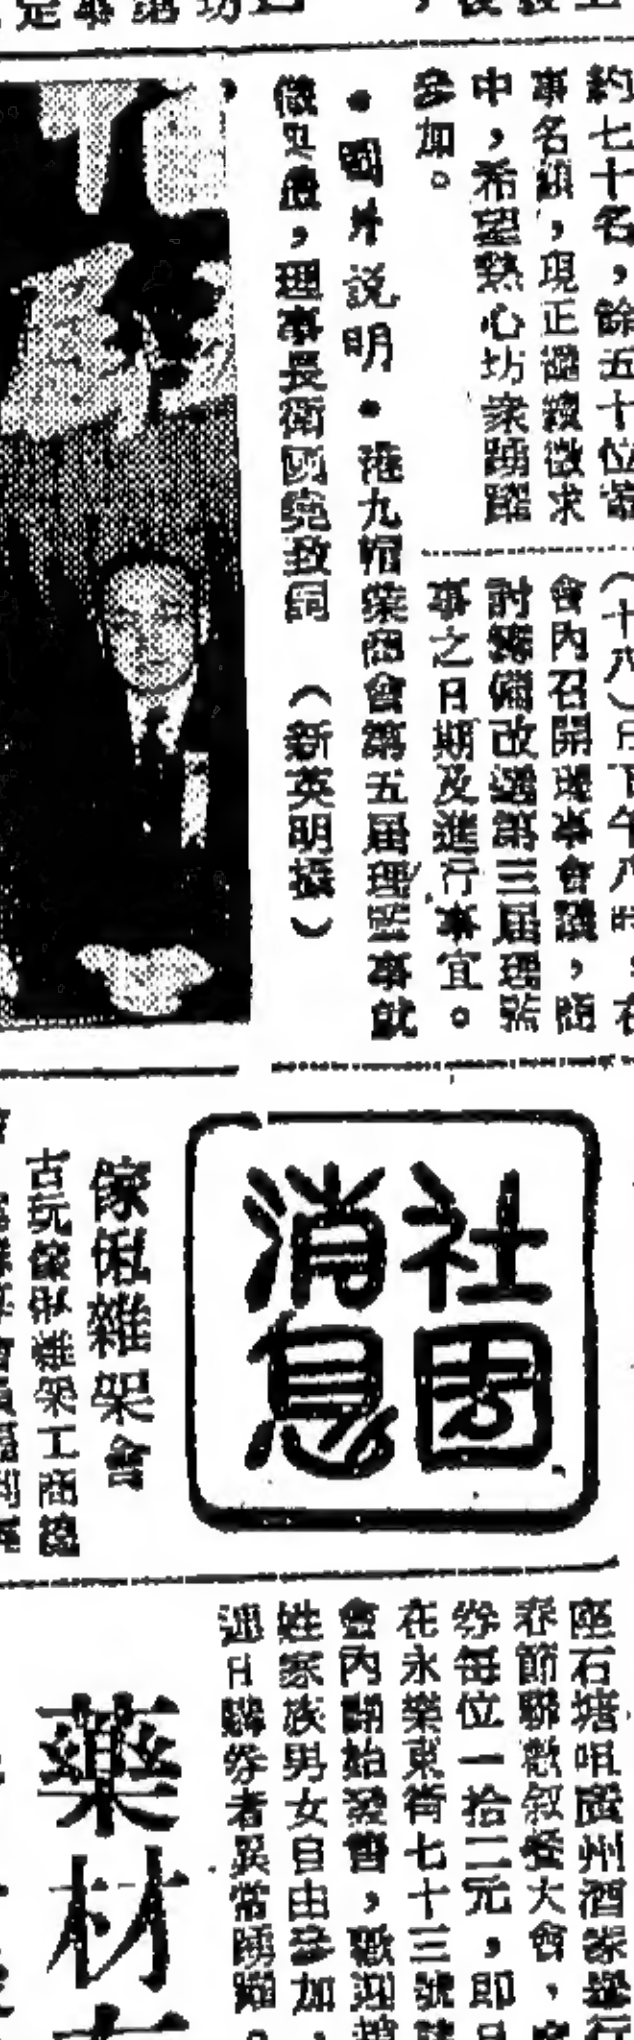 約七十名，餘五十位
事名額，現正繼續徵求
中，希望熱心坊衆踴躍
參加。
（十八）日下午八時，在
會內召開理事會議，商
討籌備改選第三屆理監
事之日期及進行事宜。
•圖片説明•港九帽業商會第五屆理監事就
職典禮，理事長衛國堯致詞　（新英明攝）
社團
消息
傢俬雜架會
古玩傢俬雜架工商總
座石塘咀廣州酒家舉行
春節聯歡叙餐大會，
券每位一拾二元，即日
在永樂東街七十三號
會內開始發售，歡迎
姓家族男女自由參加，
連日購券者異常踴躍。
藥材